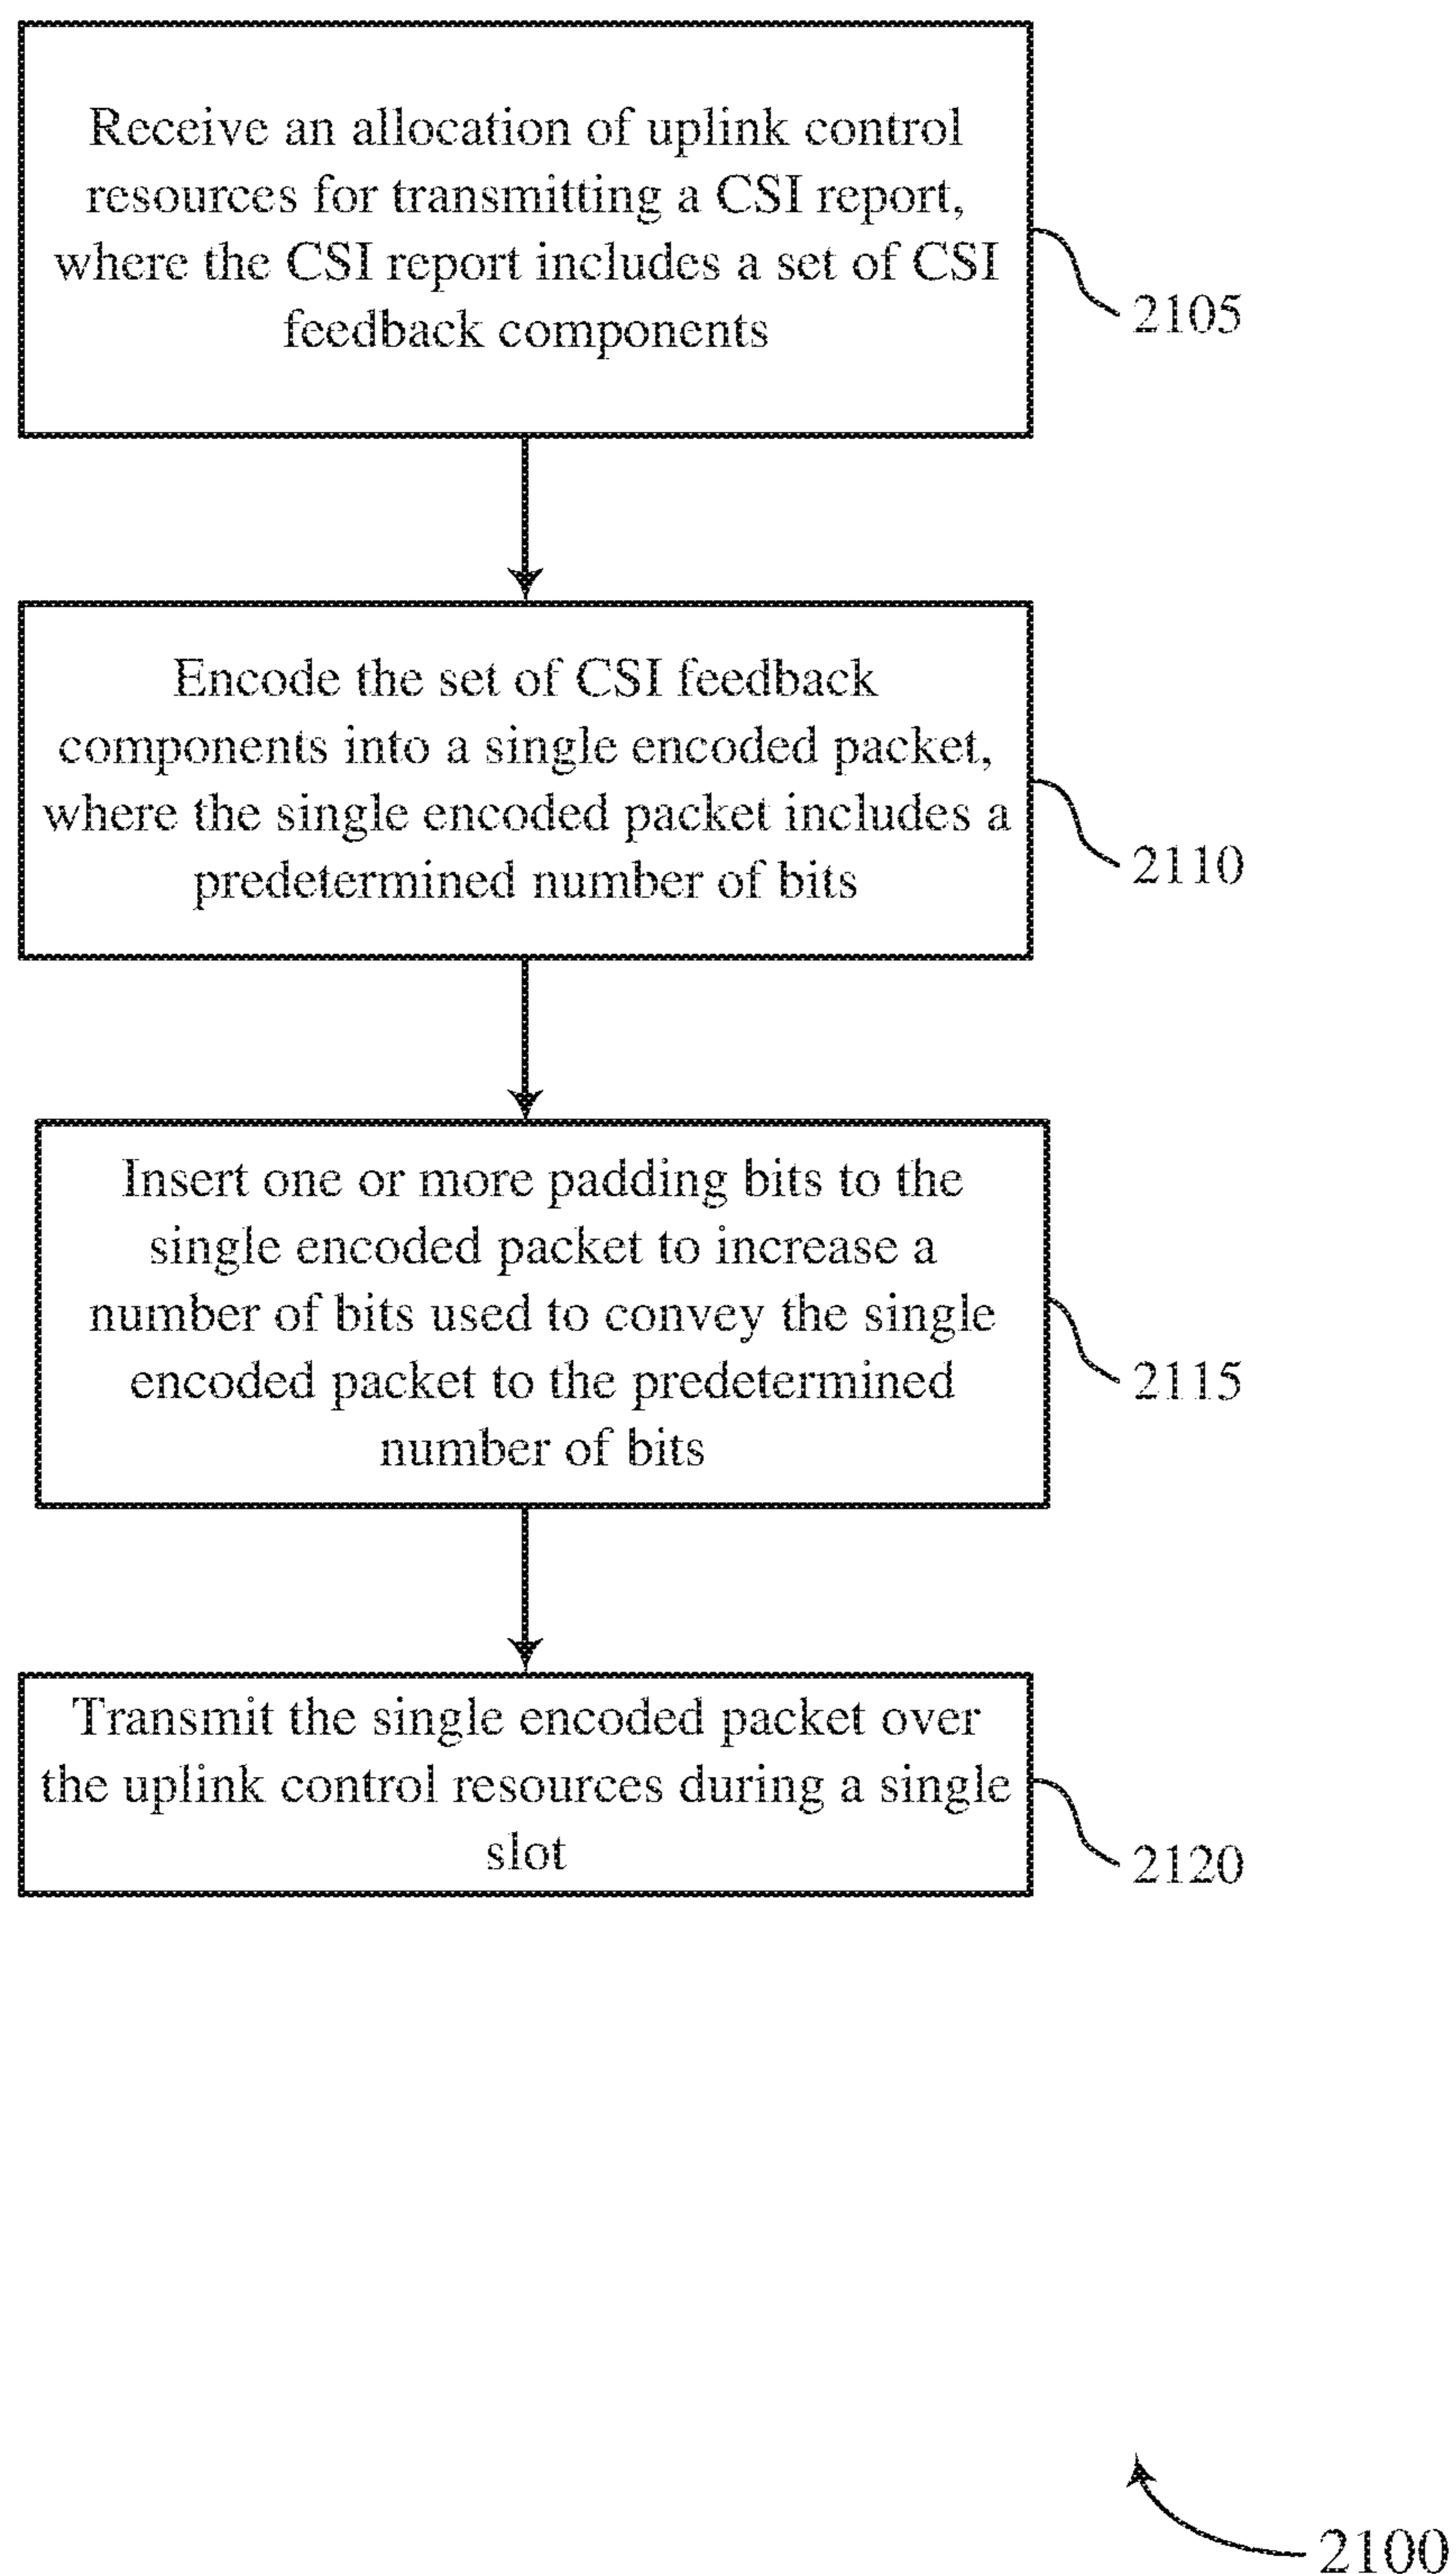 Receive an allocation of uplink control
resources for transmitting a CSI report,
where the CSI report includes a set of CSI
feedback components
2105
Encode the set of CSI feedback
components into a single encoded packet,
where the single encoded packet includes a
predetermined number of bits
2110
Insert one or more padding bits to the
single encoded packet to increase a
number of bits used to convey the single
encoded packet to the predetermined
number of bits
2115
Transmit the single encoded packet over
the uplink control resources during a single
slot
2120
2100